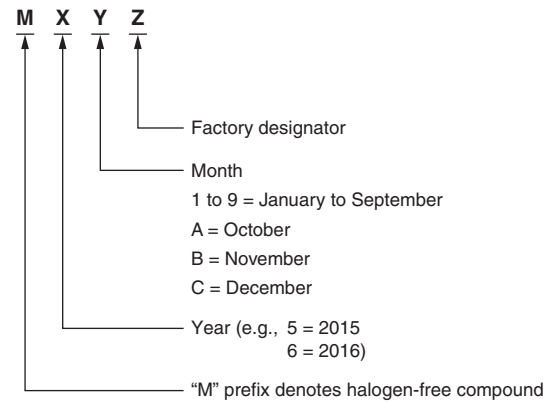 M X Y Z
Factory designator
Month
1 to 9 = January to September
A = October
B = November
C = December
Year (e.g., 5 = 2015
6 = 2016)
“M” prefix denotes halogen-free compound